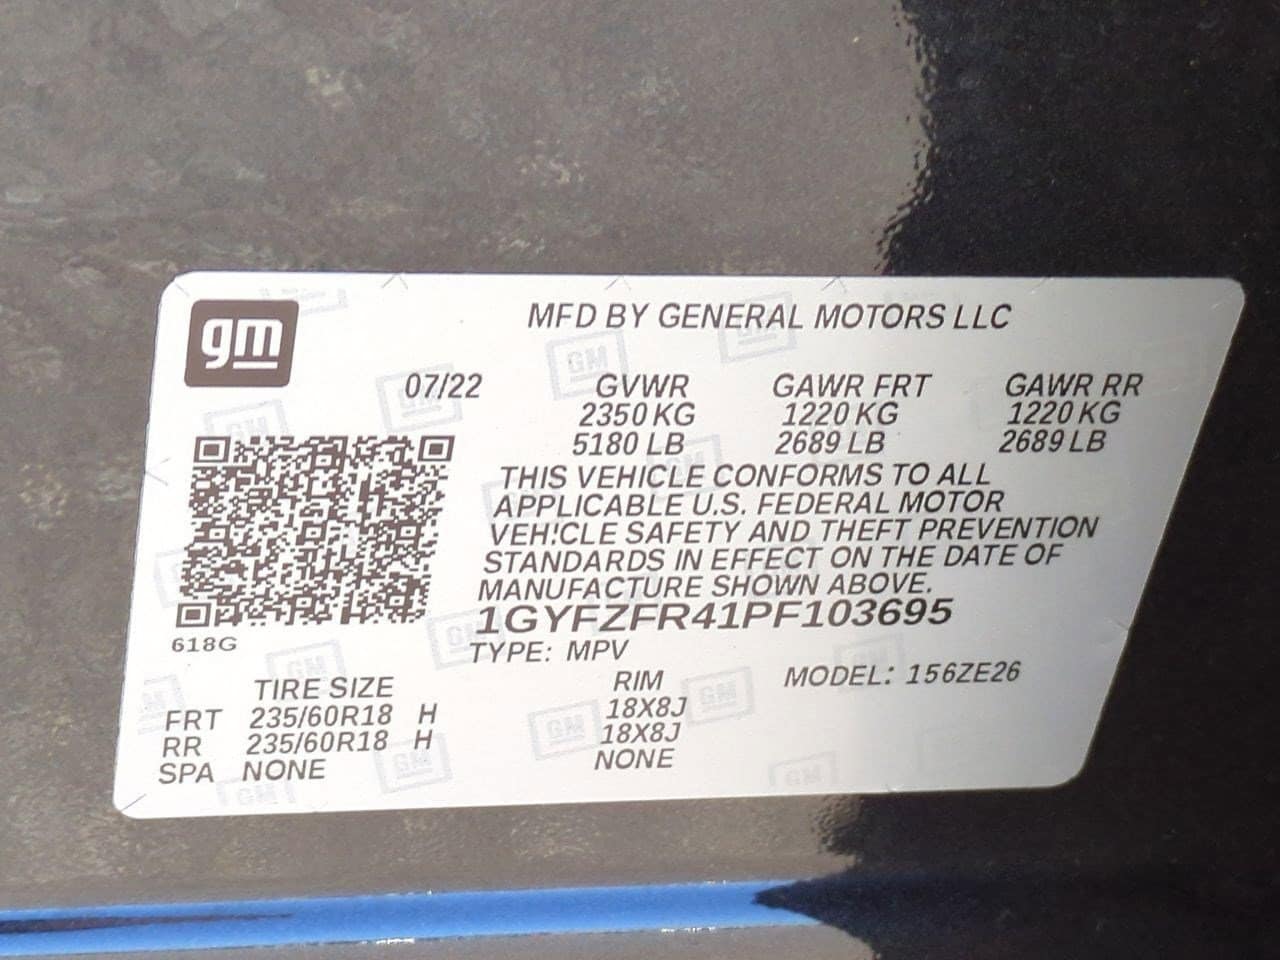 gm
MFD BY GENERAL MOTORS LLC
07/22 GVWR GAWR FRT GAWR RR
2350 KG 1220 KG 1220 KG
5180 LB 2689 LB 2689 LB
THIS VEHICLE CONFORMS TO ALL
APPLICABLE U.S. FEDERAL MOTOR
VEHICLE SAFETY AND THEFT PREVENTION
STANDARDS IN EFFECT ON THE DATE OF
MANUFACTURE SHOWN ABOVE.
1GYFZFR41PF103695
618G
TYPE: MPV
TIRE SIZE RIM MODEL: 156ZE26
FRT 235/60R18 H 18X8J
RR 235/60R18 H 18X8J
SPA NONE NONE